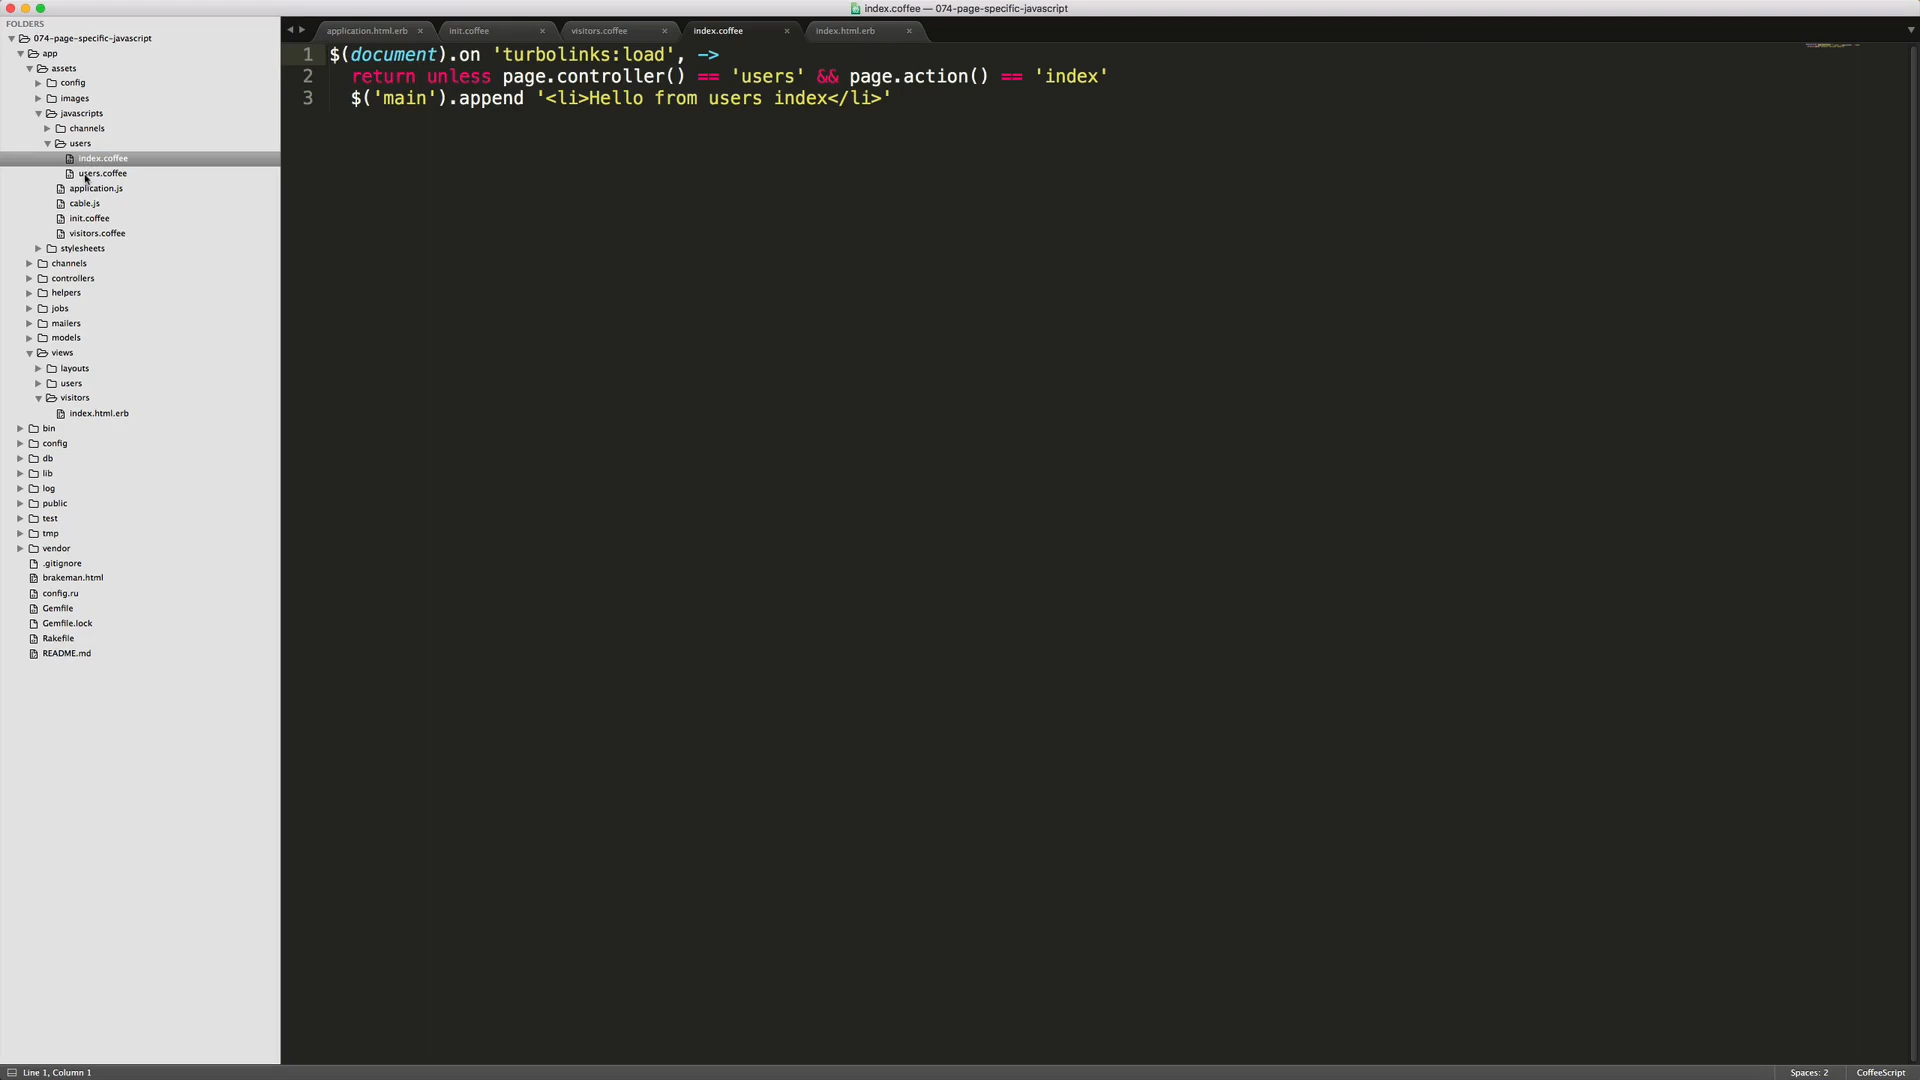 index.coffee — 074-page-specific-javascript
FOLDERS
074-page-specific-javascript
app
assets
config
images
javascripts
channels
users
index.coffee
users.coffee
application.js
cable.js
init.coffee
visitors.coffee
stylesheets
channels
controllers
helpers
jobs
mailers
models
views
layouts
users
visitors
index.html.erb
bin
config
db
lib
log
public
test
tmp
vendor
.gitignore
brakeman.html
config.ru
Gemfile
Gemfile.lock
Rakefile
README.md
application.html.erb
init.coffee
visitors.coffee
index.coffee
index.html.erb
1 $(document).on 'turbolinks:load', ->
2 return unless page.controller() == 'users' && page.action() == 'index'
3 $('main').append '<li>Hello from users index</li>'
Line 1, Column 1
Spaces: 2
CoffeeScript